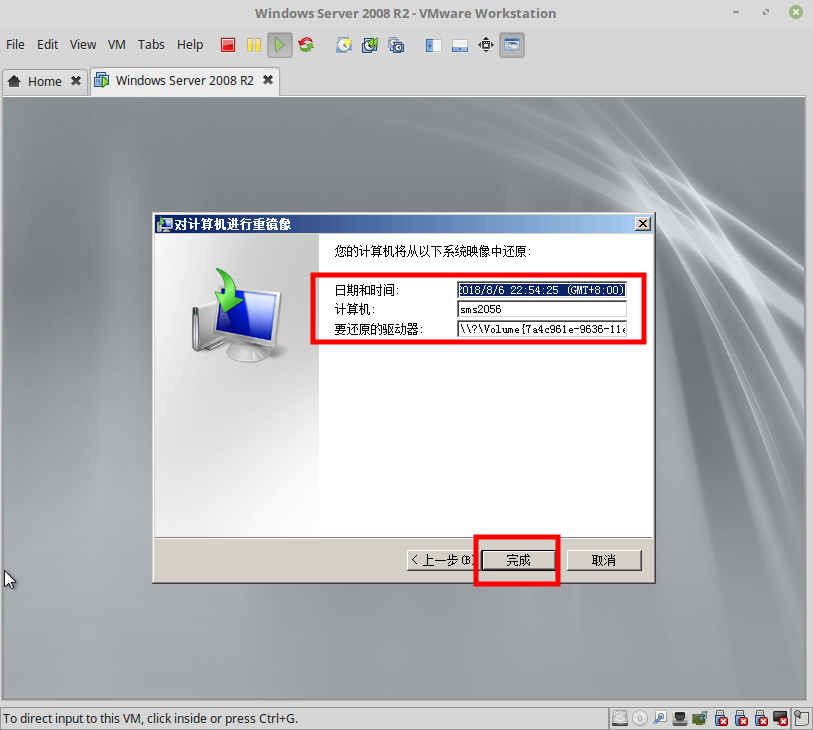 Windows Server 2008 R2 - VMware Workstation
File Edit View VM Tabs Help
Home Windows Server 2008 R2
对计算机进行重镜像
您的计算机将从以下系统映像中还原:
日期和时间: 2018/8/6 22:54:25 (GMT+8:00)
计算机: sms2056
要还原的驱动器: \\?\Volume{7a4c961e-9636-11e
< 上一步(B) 完成 取消
To direct input to this VM, click inside or press Ctrl+G.